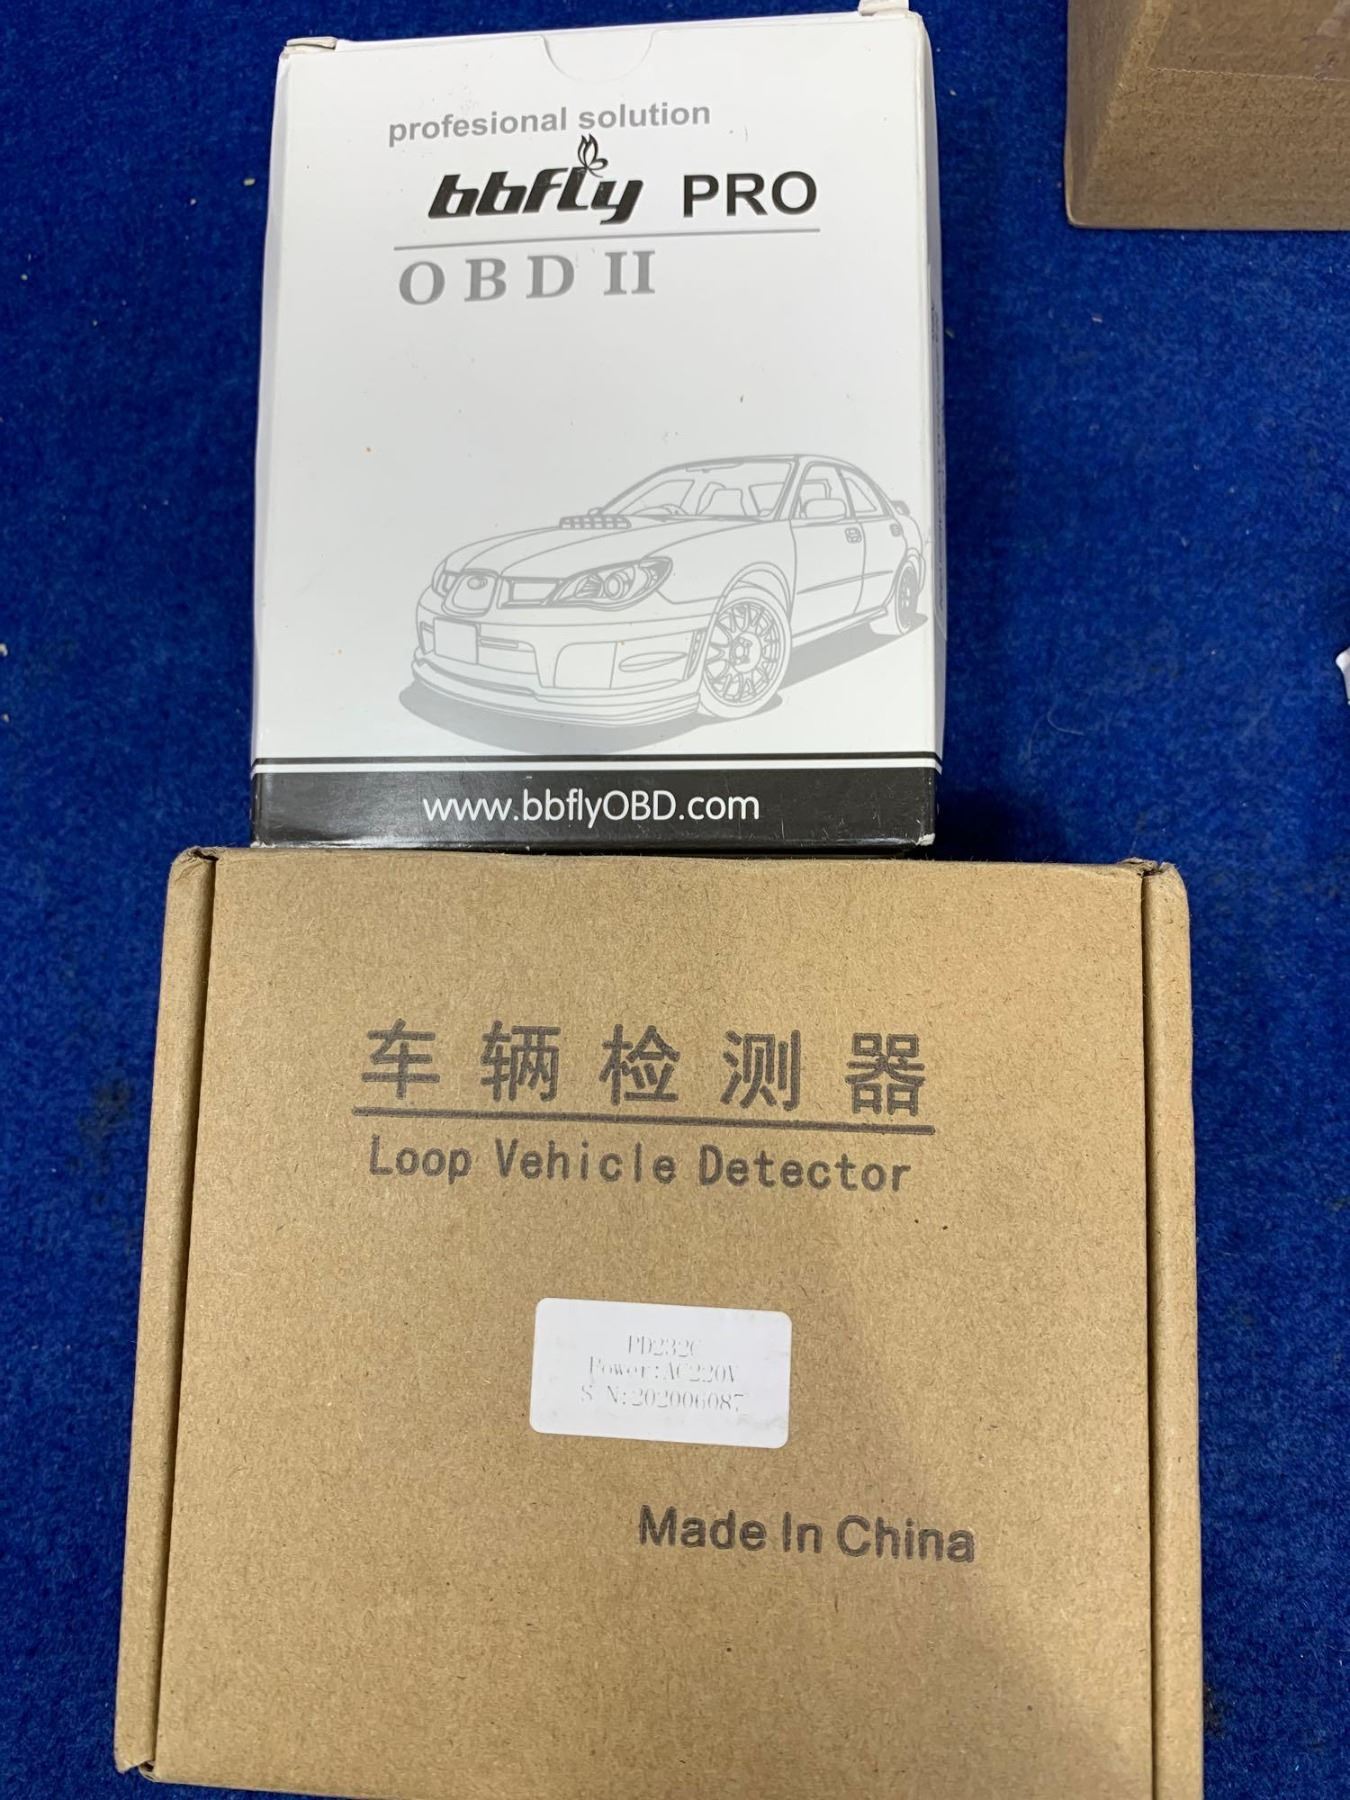 profesional solution
bbfly PRO
OBD II
www.bbflyOBD.com
车辆检测器
Loop Vehicle Detector
PD232C
Power:AC220V
S N:202006087
Made In China